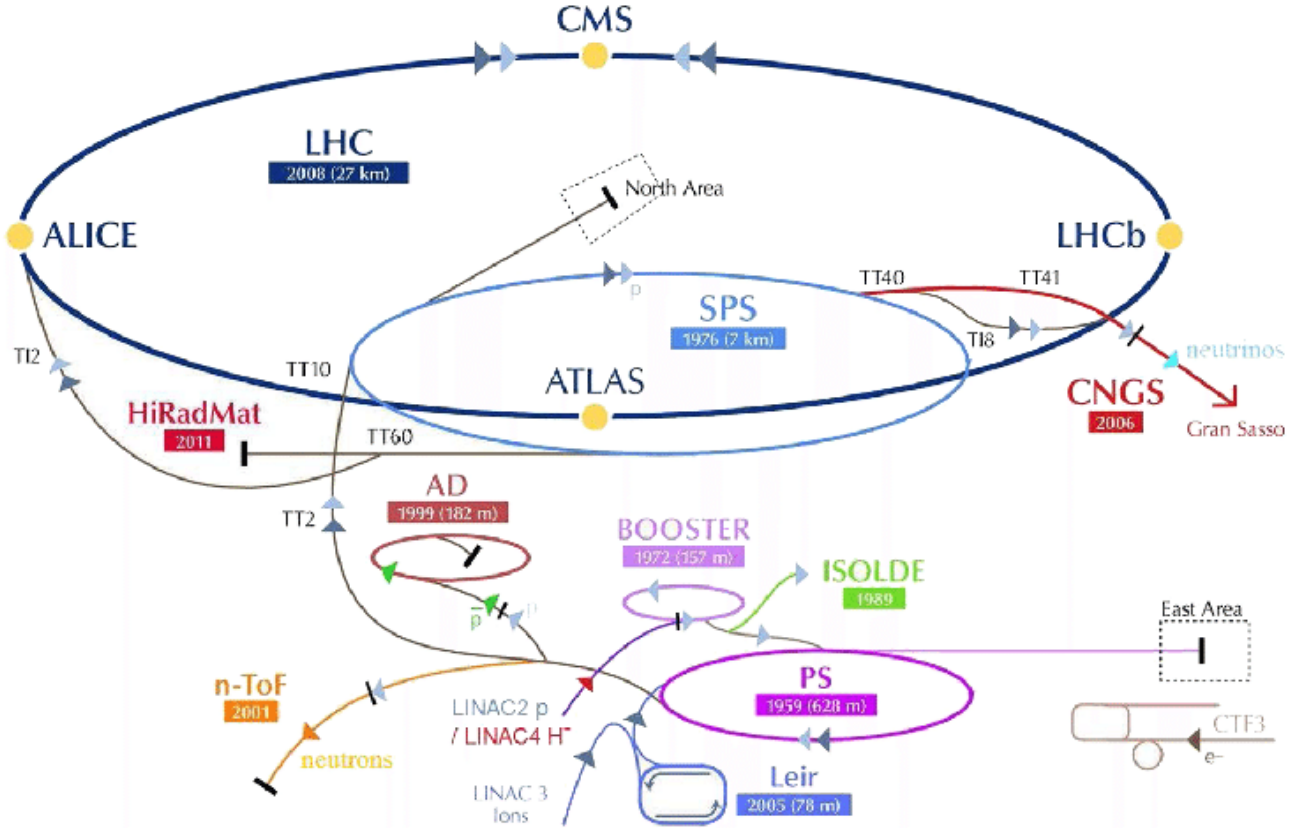 CMS
LHC
2008 (27 km)
North Area
ALICE
LHCb
TT40
TT41
SPS
1976 (7 km)
p
TI8
neutrinos
TI2
TT10
ATLAS
CNGS
2006
Gran Sasso
HiRadMat
2011
TT60
AD
1999 (182 m)
TT2
BOOSTER
1972 (157 m)
ISOLDE
1989
p̅
p
East Area
n-ToF
2001
PS
1959 (628 m)
LINAC2 p
/ LINAC4 H⁻
neutrons
CTF3
e–
LINAC 3
Ions
Leir
2005 (78 m)